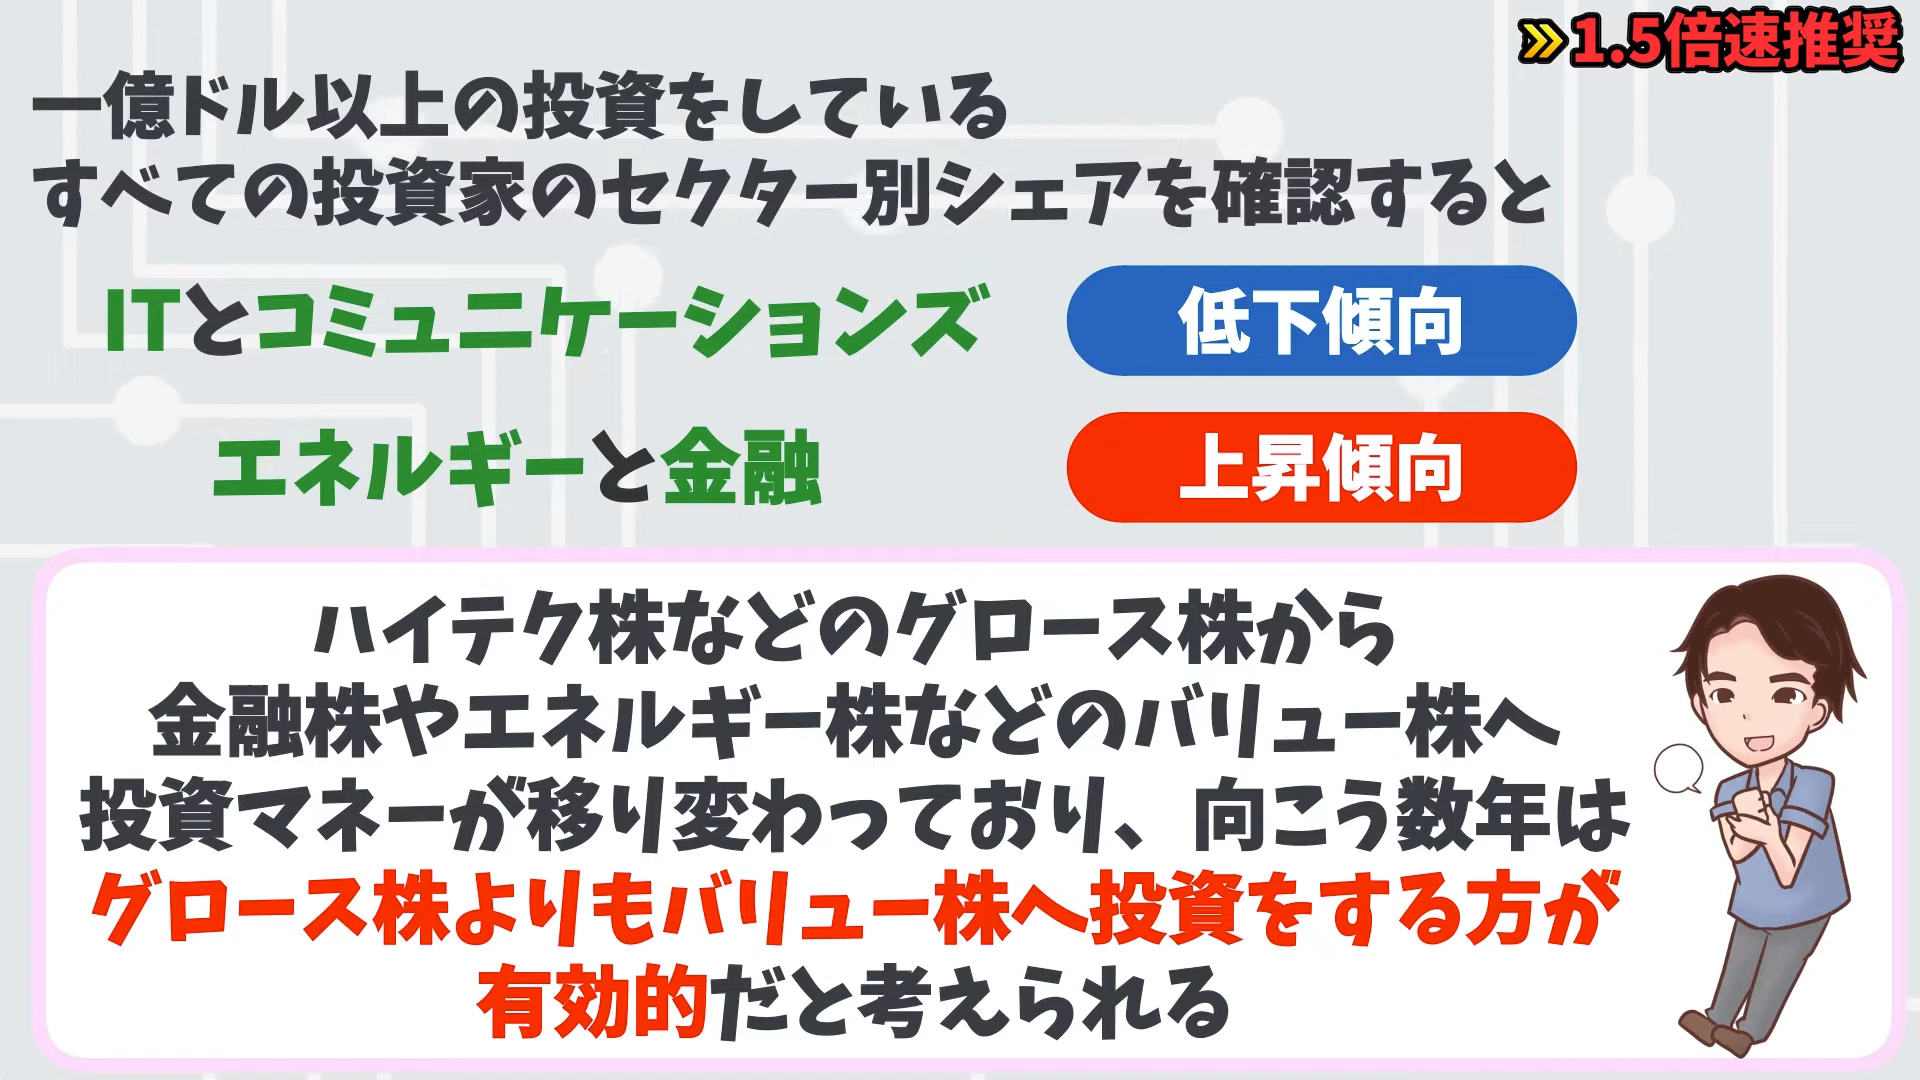 1.5倍速推奨
一億ドル以上の投資をしている
すべての投資家のセクター別シェアを確認すると
ITとコミュニケーションズ 低下傾向
エネルギーと金融 上昇傾向
ハイテク株などのグロース株から
金融株やエネルギー株などのバリュー株へ
投資マネーが移り変わっており、向こう数年は
グロース株よりもバリュー株へ投資をする方が
有効的だと考えられる